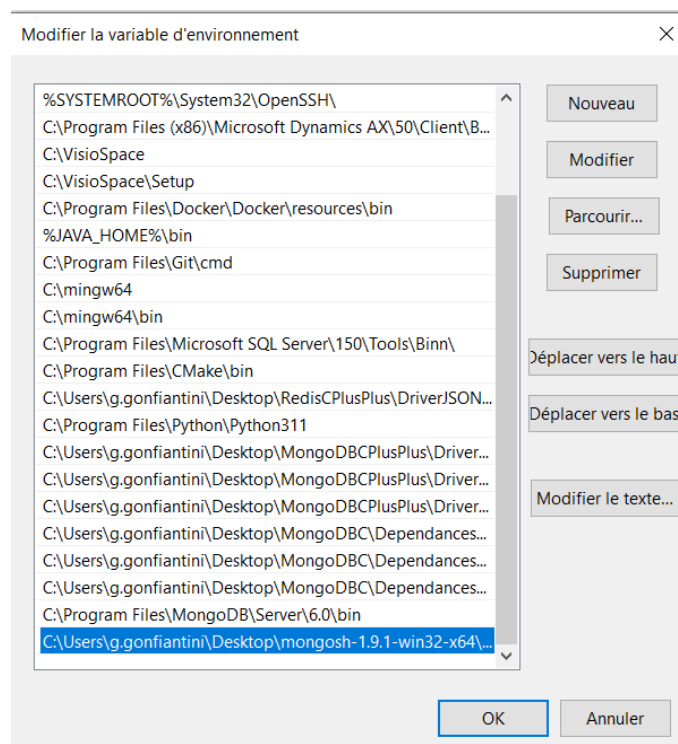 Modifier la variable d'environnement
%SYSTEMROOT%\System32\OpenSSH\
C:\Program Files (x86)\Microsoft Dynamics AX\50\Client\B...
C:\VisioSpace
C:\VisioSpace\Setup
C:\Program Files\Docker\Docker\resources\bin
%JAVA_HOME%\bin
C:\Program Files\Git\cmd
C:\mingw64
C:\mingw64\bin
C:\Program Files\Microsoft SQL Server\150\Tools\Binn\
C:\Program Files\CMake\bin
C:\Users\g.gonfiantini\Desktop\RedisCPlusPlus\DriverJSON...
C:\Program Files\Python\Python311
C:\Users\g.gonfiantini\Desktop\MongoDBCPlusPlus\Driver...
C:\Users\g.gonfiantini\Desktop\MongoDBCPlusPlus\Driver...
C:\Users\g.gonfiantini\Desktop\MongoDBCPlusPlus\Driver...
C:\Users\g.gonfiantini\Desktop\MongoDBC\Dependances...
C:\Users\g.gonfiantini\Desktop\MongoDBC\Dependances...
C:\Users\g.gonfiantini\Desktop\MongoDBC\Dependances...
C:\Program Files\MongoDB\Server\6.0\bin
C:\Users\g.gonfiantini\Desktop\mongosh-1.9.1-win32-x64\...
Nouveau
Modifier
Parcourir...
Supprimer
Déplacer vers le haut
Déplacer vers le bas
Modifier le texte...
OK
Annuler